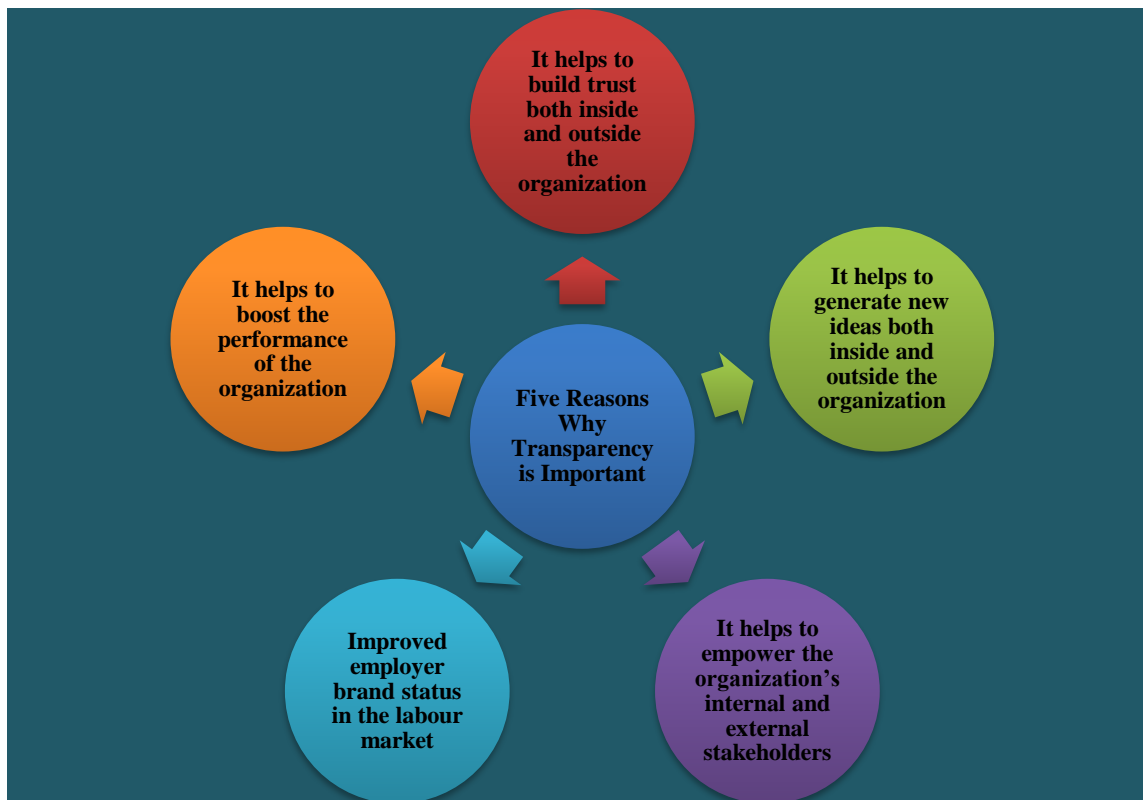 It helps to
build trust
both inside
and outside
the
organization
It helps to
generate new
ideas both
inside and
outside the
organization
It helps to
empower the
organization’s
internal and
external
stakeholders
Improved
employer
brand status
in the labour
market
It helps to
boost the
performance
of the
organization
Five Reasons
Why
Transparency
is Important